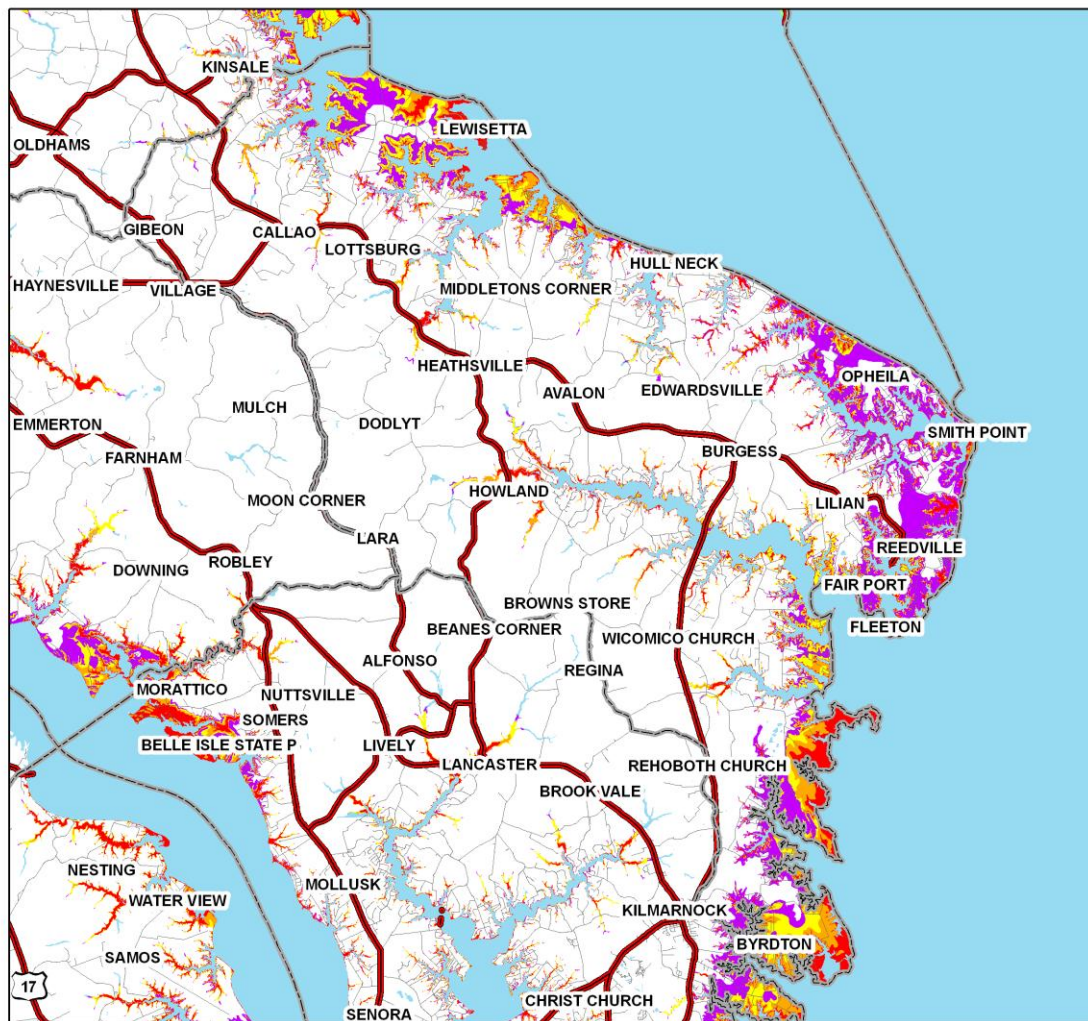 KINSALE
LEWISETTA
OLDHAMS
GIBEON
CALLAO
LOTTSBURG
HULL NECK
HAYNESVILLE
VILLAGE
MIDDLETONS CORNER
HEATHSVILLE
OPHEILA
AVALON
EDWARDSVILLE
MULCH
DODLYT
EMMERTON
SMITH POINT
FARNHAM
BURGESS
MOON CORNER
HOWLAND
LILIAN
LARA
REEDVILLE
ROBLEY
DOWNING
FAIR PORT
BROWNS STORE
FLEETON
BEANES CORNER
WICOMICO CHURCH
ALFONSO
REGINA
MORATTICO
NUTTSVILLE
SOMERS
BELLE ISLE STATE P
LIVELY
LANCASTER
REHOBOTH CHURCH
BROOK VALE
NESTING
MOLLUSK
WATER VIEW
KILMARNOCK
BYRDTON
SAMOS
17
CHRIST CHURCH
SENORA